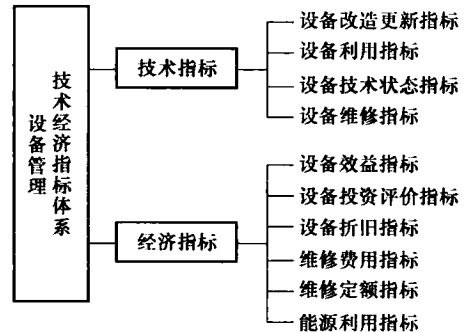 设备管理
技术经济指标体系
技术指标
设备改造更新指标
设备利用指标
设备技术状态指标
设备维修指标
经济指标
设备效益指标
设备投资评价指标
设备折旧指标
维修费用指标
维修定额指标
能源利用指标